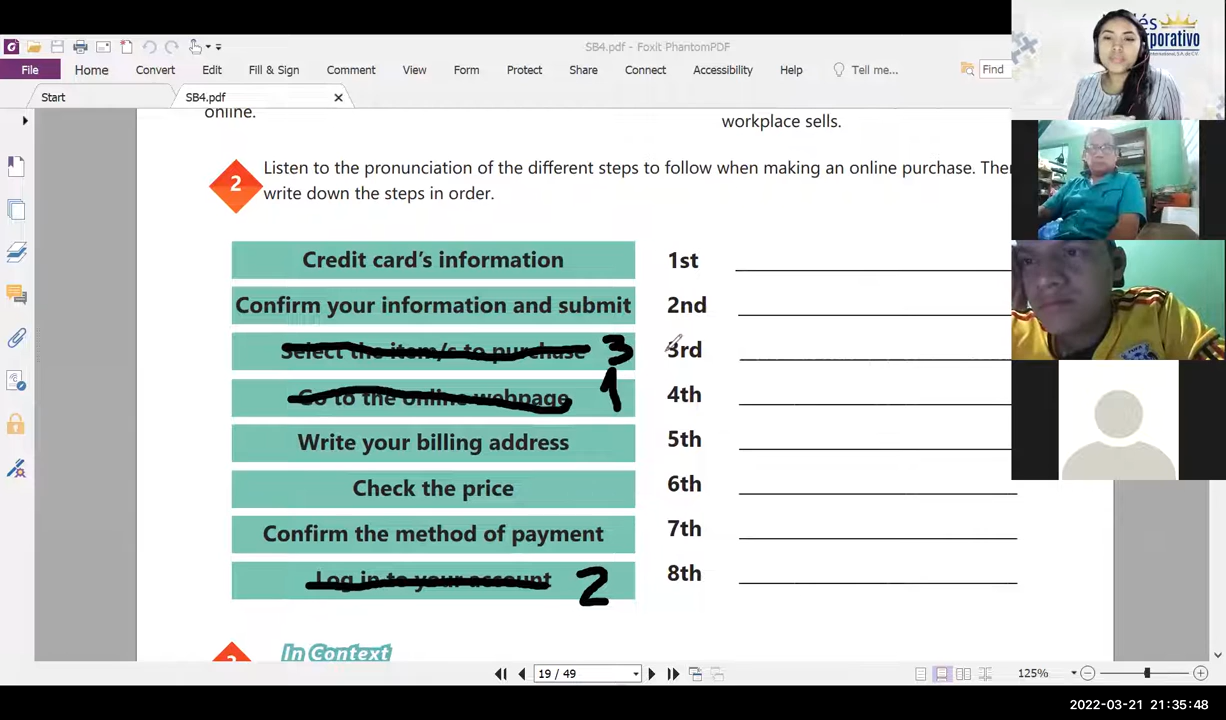 SB4.pdf - Foxit PhantomPDF
File Home Convert Edit Fill & Sign Comment View Form Protect Share Connect Accessibility Help Tell me... Find
Start SB4.pdf
online.
workplace sells.
2 Listen to the pronunciation of the different steps to follow when making an online purchase.
write down the steps in order.
Credit card's information 1st
Confirm your information and submit 2nd
Select the item/s to purchase 3 3rd
Go to the online webpage 1 4th
Write your billing address 5th
Check the price 6th
Confirm the method of payment 7th
Log in to your account 2 8th
In Context
19 / 49
125%
2022-03-21 21:35:48